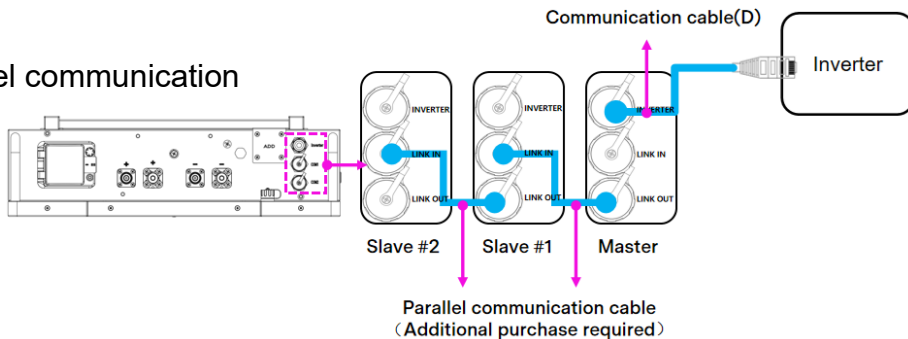 Communication cable(D)
Inverter
el communication
INVERTER
INVERTER
INVERTER
ADD
Inverter
LINK IN
LINK IN
LINK IN
LINK OUT
LINK OUT
LINK OUT
Slave #2
Slave #1
Master
Parallel communication cable
（Additional purchase required）